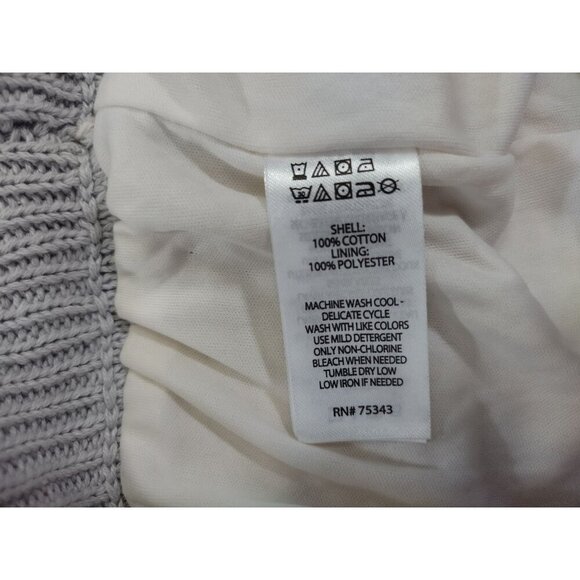 SHELL:
100% COTTON
LINING:
100% POLYESTER
MACHINE WASH COOL -
DELICATE CYCLE
WASH WITH LIKE COLORS
USE MILD DETERGENT
ONLY NON-CHLORINE
BLEACH WHEN NEEDED
TUMBLE DRY LOW
LOW IRON IF NEEDED
RN# 75343